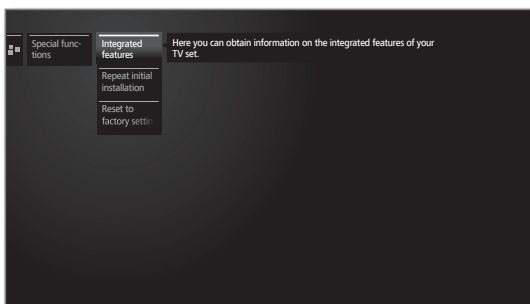 Special func-
tions
Integrated
features
Here you can obtain information on the integrated features of your
TV set.
Repeat initial
installation
Reset to
factory settin